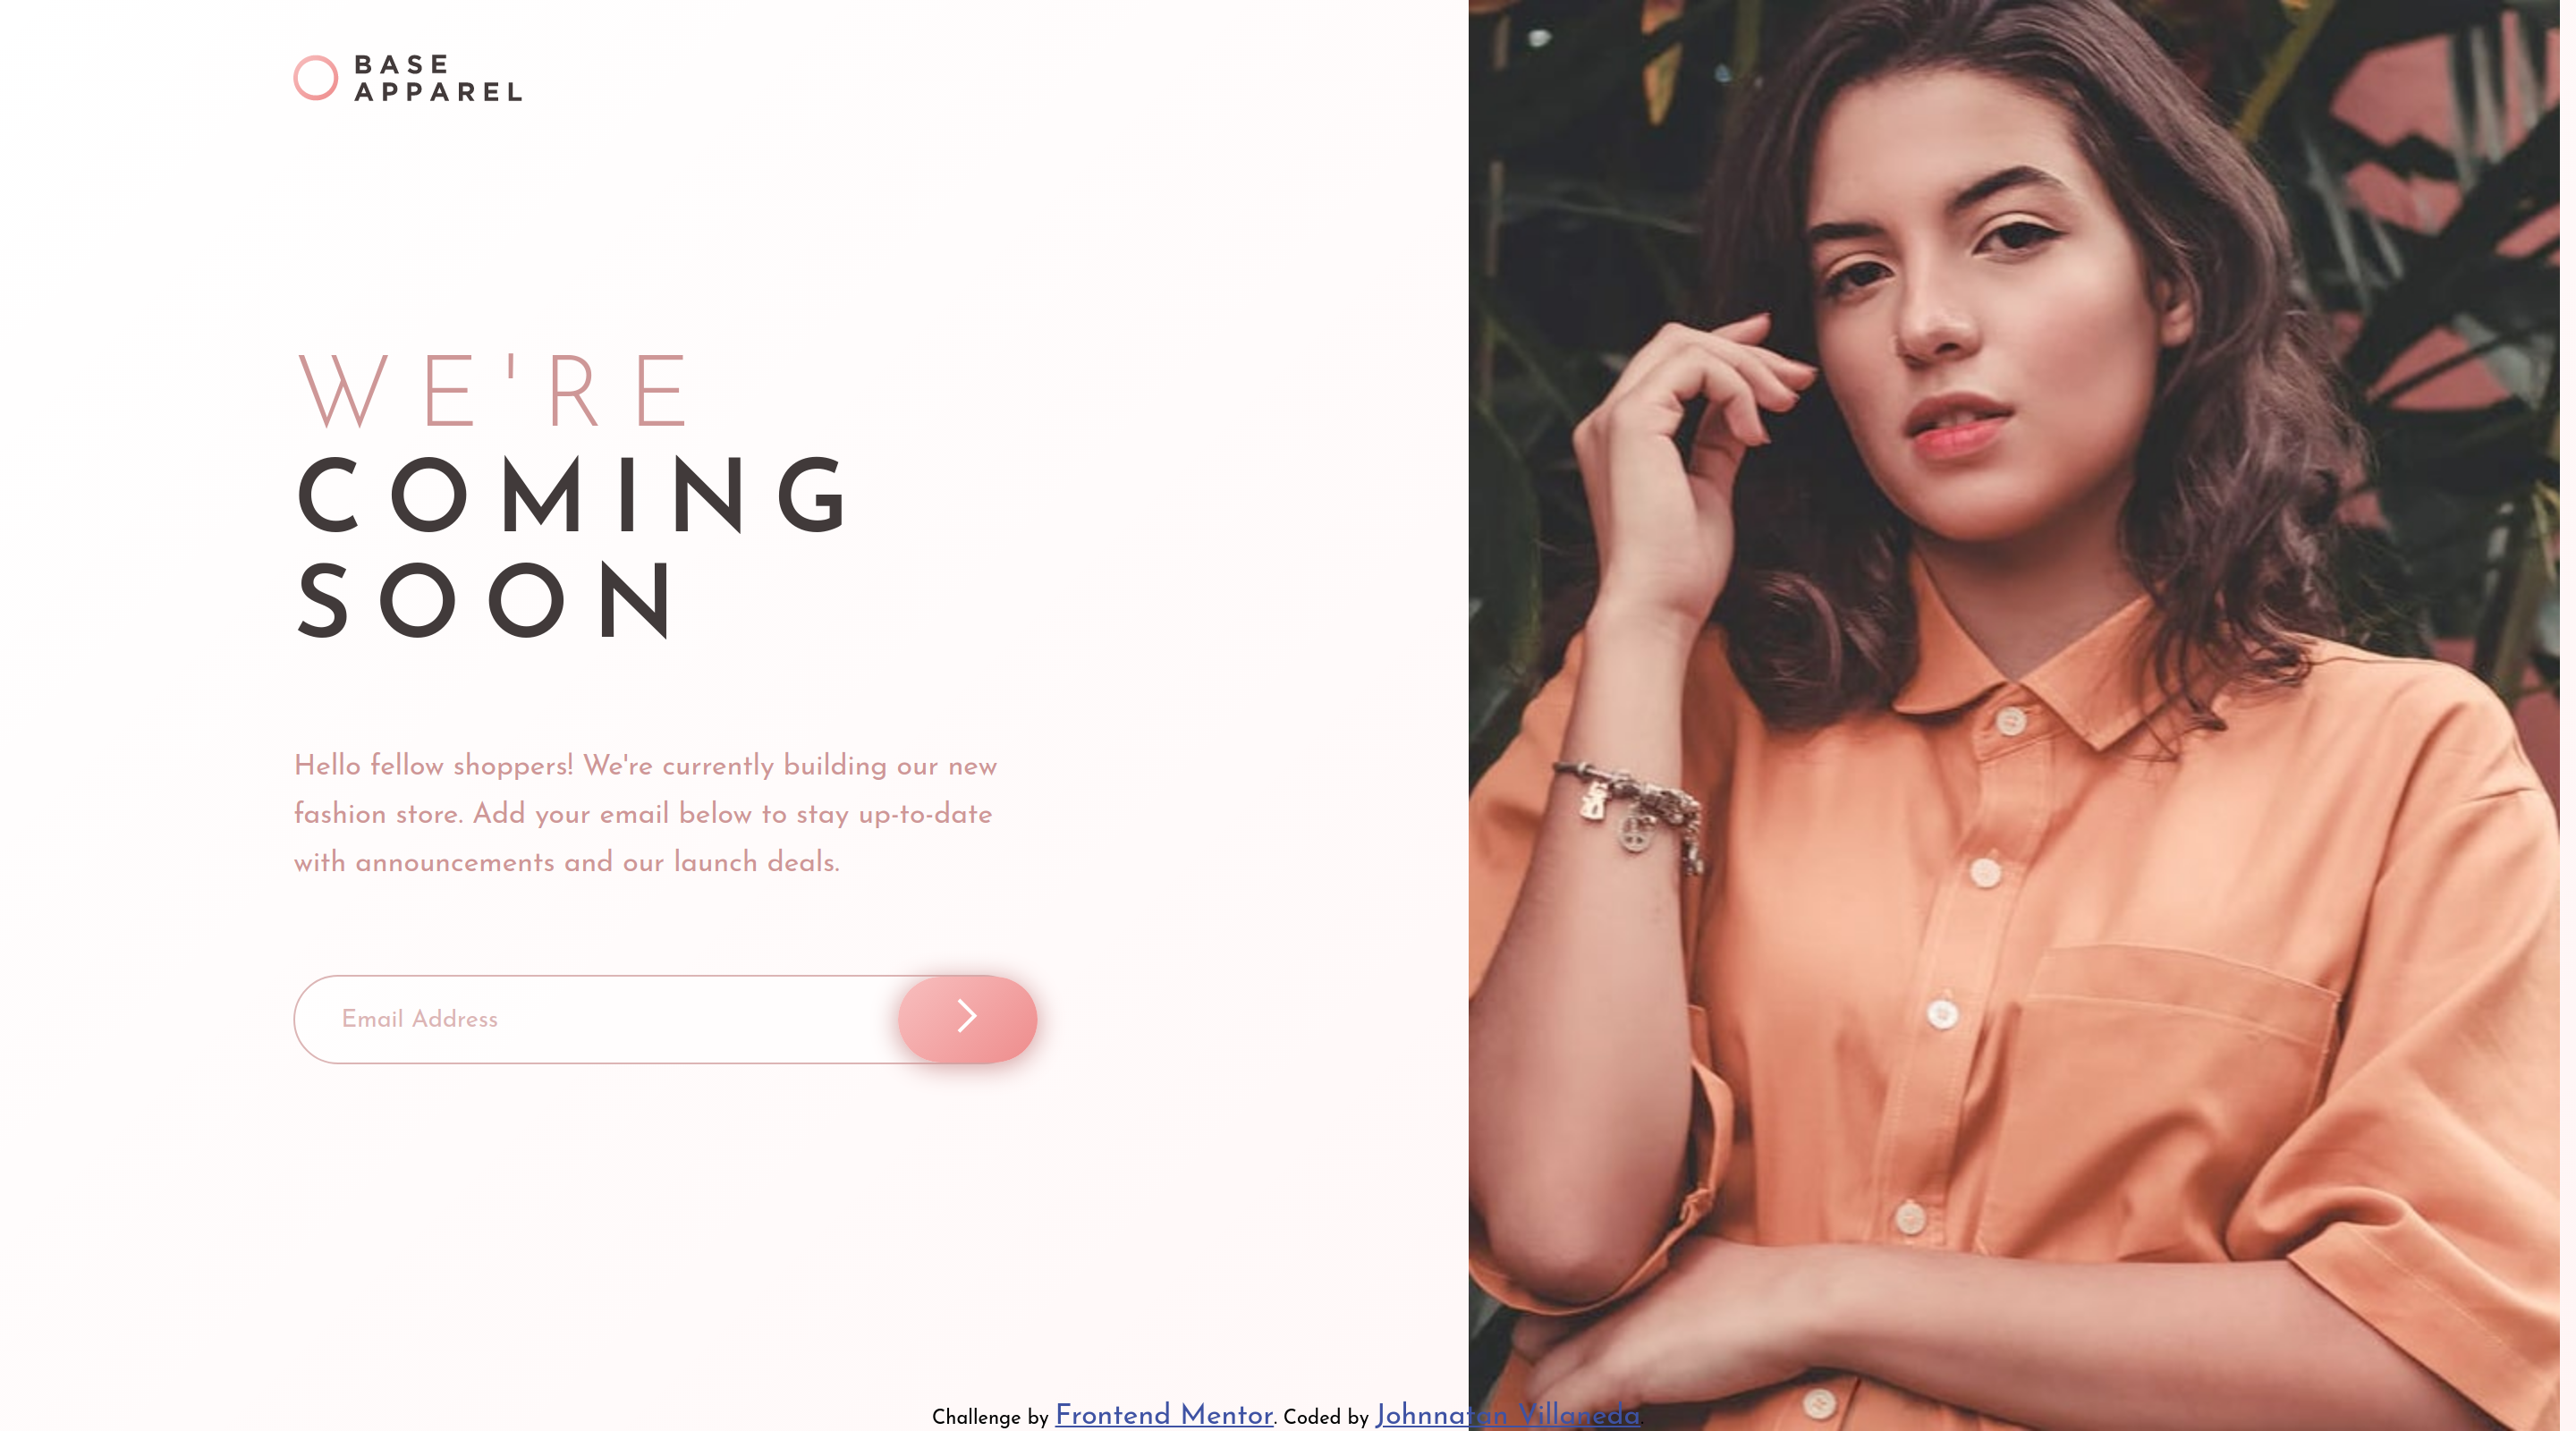 BASE
APPAREL
WE'RE
COMING
SOON
Hello fellow shoppers! We're currently building our new
fashion store. Add your email below to stay up-to-date
with announcements and our launch deals.
Email Address
Challenge by Frontend Mentor. Coded by Johnnatan Villaneda.